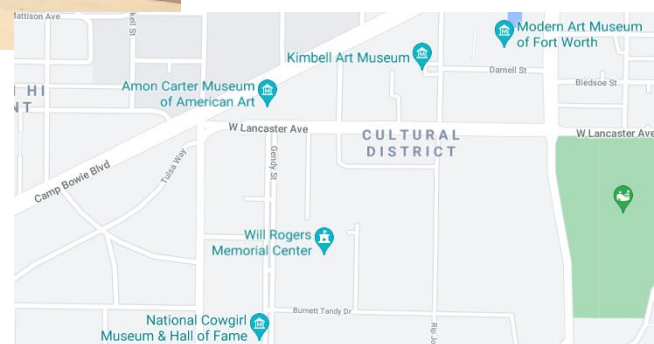 Mattison Ave
Modern Art Museum
of Fort Worth
Kimbell Art Museum
Darnell St
Bledsoe St
Amon Carter Museum
of American Art
W Lancaster Ave
CULTURAL
DISTRICT
W Lancaster Ave
Gendy St
Tulsa Way
Camp Bowie Blvd
Will Rogers
Memorial Center
Burnett Tandy Dr
National Cowgirl
Museum & Hall of Fame